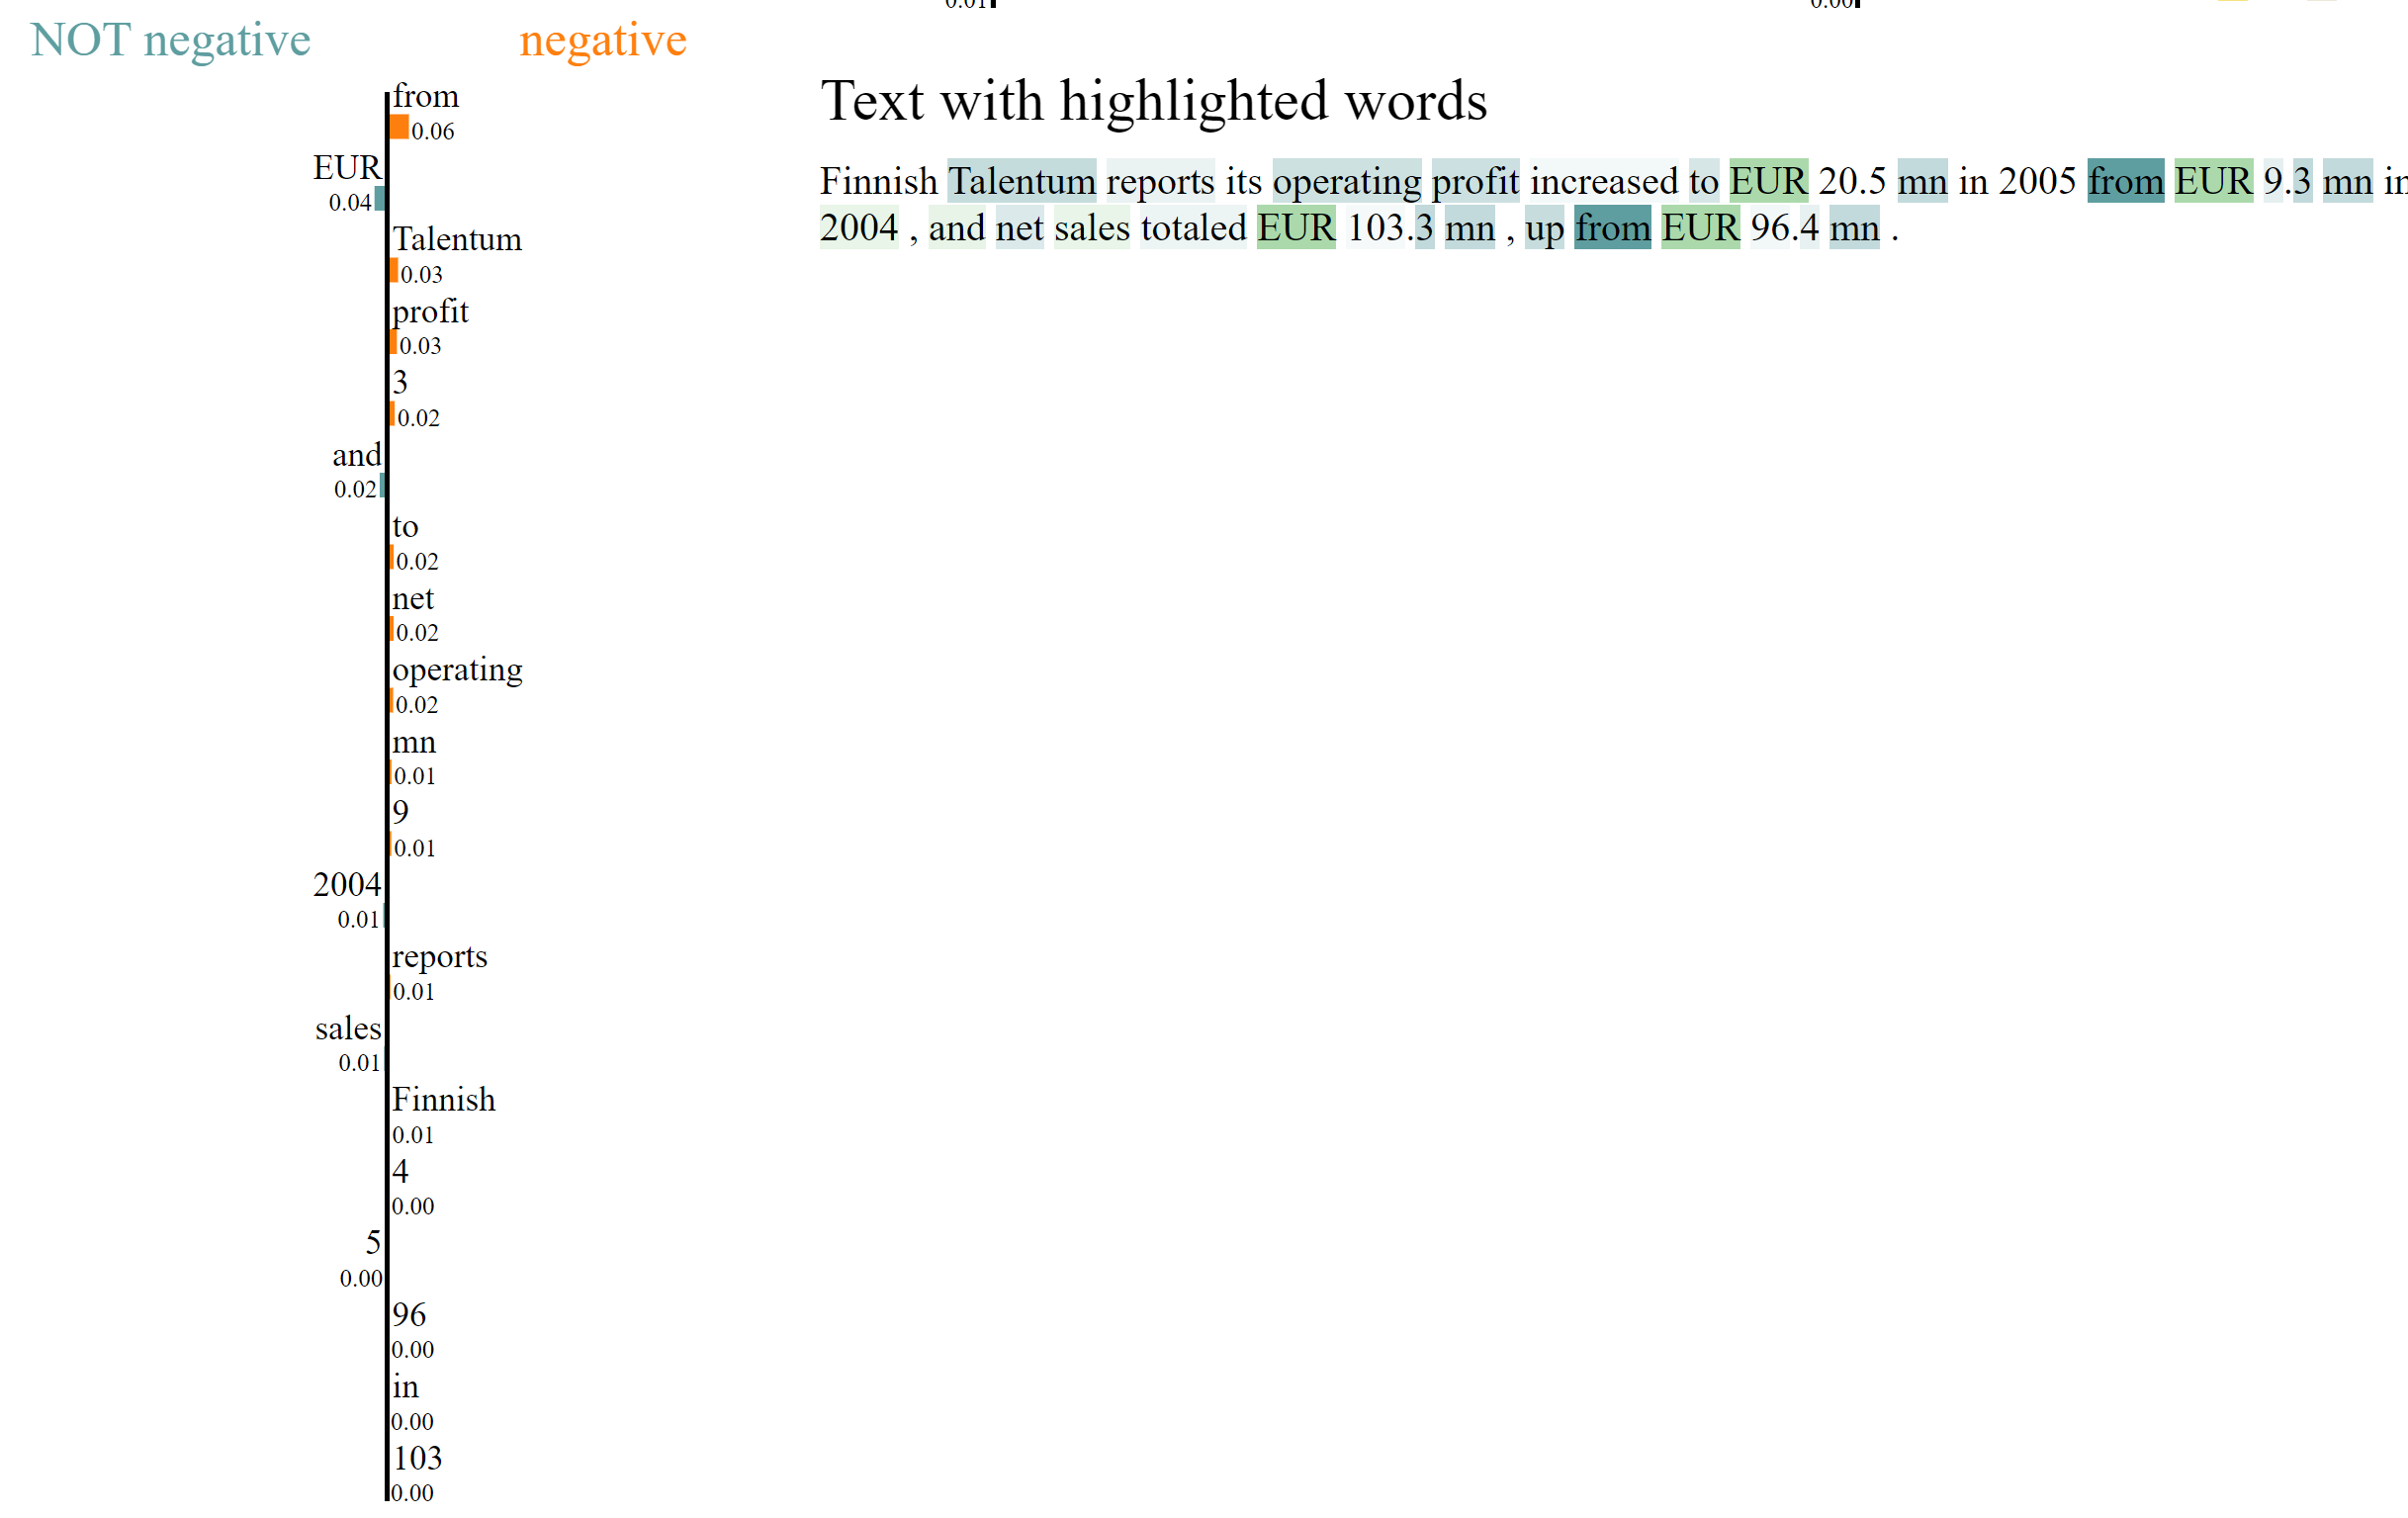 NOT negative
negative
from
0.06
EUR
0.04
Talentum
0.03
profit
0.03
3
0.02
and
0.02
to
0.02
net
0.02
operating
0.02
mn
0.01
9
0.01
2004
0.01
reports
0.01
sales
0.01
Finnish
0.01
4
0.00
5
0.00
96
0.00
in
0.00
103
0.00
0.01
0.00
Text with highlighted words
Finnish Talentum reports its operating profit increased to EUR 20.5 mn in 2005 from EUR 9.3 mn in
2004 , and net sales totaled EUR 103.3 mn , up from EUR 96.4 mn .